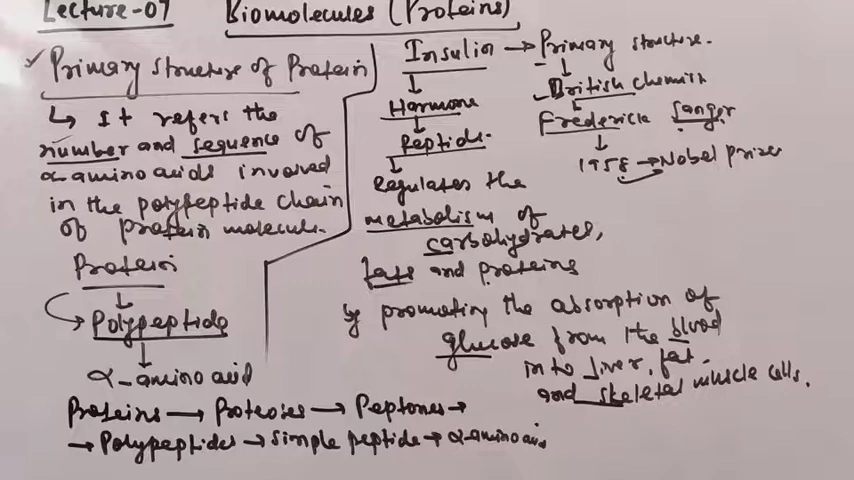 Lecture-07 Biomolecules (Proteins)
Primary structure of Protein
↳ It refers the
number and sequence of
α-amino acids involved
in the polypeptide chain
of protein molecule.
Protein
↓
Polypeptide
↓
α-amino acid
Insulin → Primary structure.
↓
Harmone
↓
Peptide.
↓
Regulates the
metabolism of
carbohydrates,
fats and proteins
by promoting the absorption of
glucose from the blood
into liver, fat.
and skeletal muscle cells.
British chemist
↓
Frederick Sanger
↓
1958 → Nobel prizes
Proteins → Proteoses → Peptones →
→ Polypeptides → simple peptide → α-amino acid